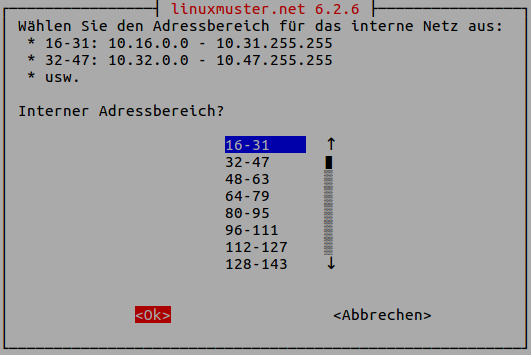 linuxmuster.net 6.2.6
Wählen Sie den Adressbereich für das interne Netz aus:
* 16-31: 10.16.0.0 - 10.31.255.255
* 32-47: 10.32.0.0 - 10.47.255.255
* usw.
Interner Adressbereich?
16-31
32-47
48-63
64-79
80-95
96-111
112-127
128-143
<Ok> <Abbrechen>